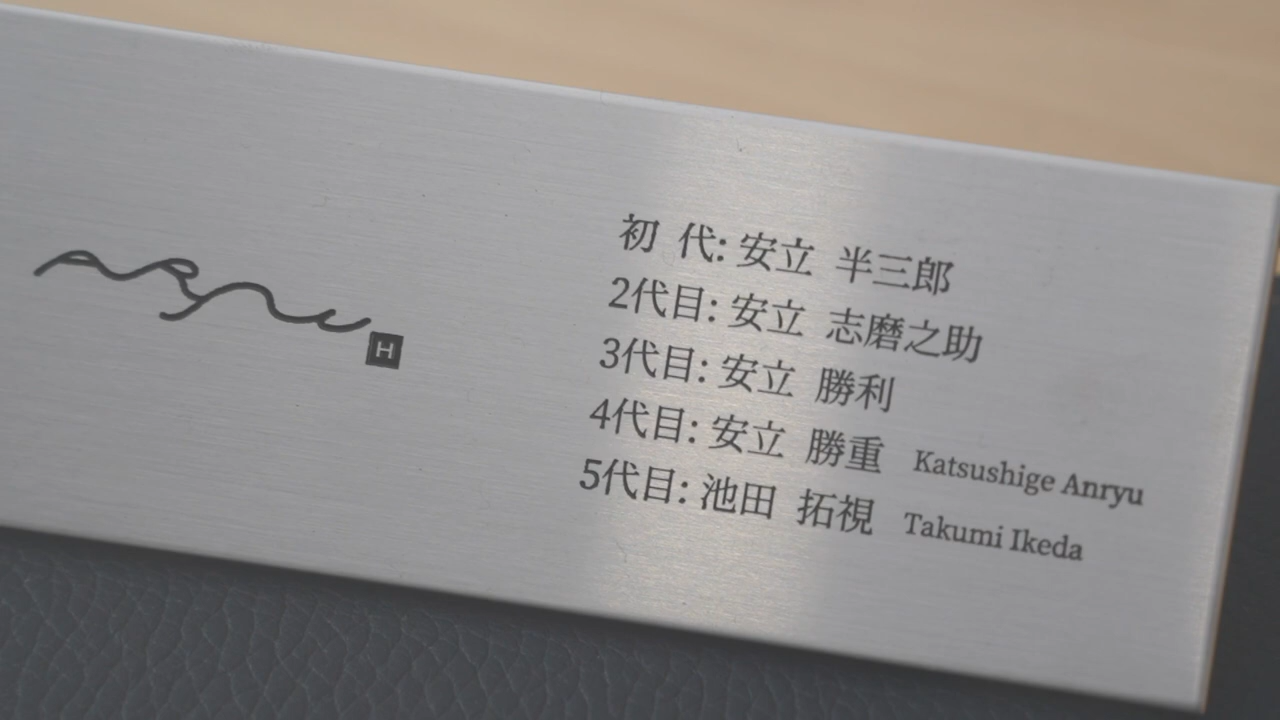 Anryu
H
初 代: 安立 半三郎
2代目: 安立 志磨之助
3代目: 安立 勝利
4代目: 安立 勝重 Katsushige Anryu
5代目: 池田 拓視 Takumi Ikeda